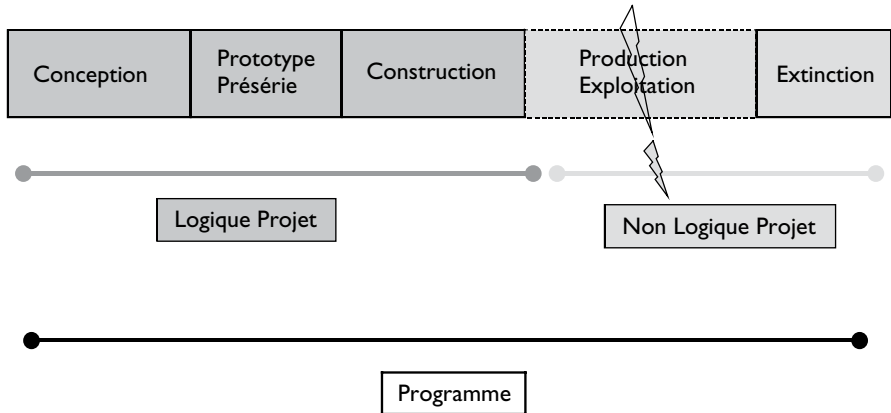 Conception
Prototype
Présérie
Construction
Production
Exploitation
Extinction
Logique Projet
Non Logique Projet
Programme